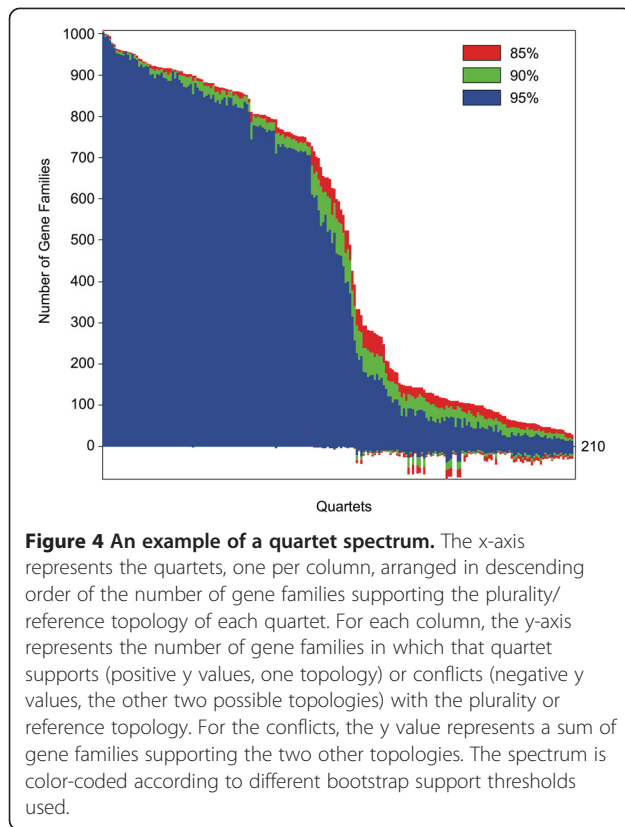 1000
900
800
700
600
500
400
300
200
100
0
Number of Gene Families
85%
90%
95%
210
Quartets
Figure 4 An example of a quartet spectrum. The x-axis
represents the quartets, one per column, arranged in descending
order of the number of gene families supporting the plurality/
reference topology of each quartet. For each column, the y-axis
represents the number of gene families in which that quartet
supports (positive y values, one topology) or conflicts (negative y
values, the other two possible topologies) with the plurality or
reference topology. For the conflicts, the y value represents a sum of
gene families supporting the two other topologies. The spectrum is
color-coded according to different bootstrap support thresholds
used.